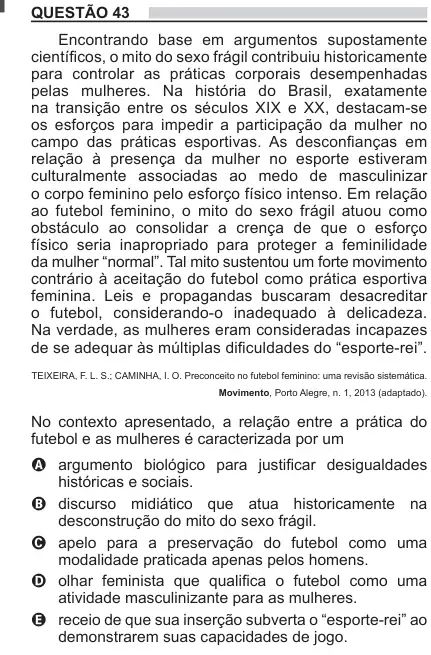 QUESTÃO 43
Encontrando base em argumentos supostamente
científicos, o mito do sexo frágil contribuiu historicamente
para controlar as práticas corporais desempenhadas
pelas mulheres. Na história do Brasil, exatamente
na transição entre os séculos XIX e XX, destacam-se
os esforços para impedir a participação da mulher no
campo das práticas esportivas. As desconfianças em
relação à presença da mulher no esporte estiveram
culturalmente associadas ao medo de masculinizar
o corpo feminino pelo esforço físico intenso. Em relação
ao futebol feminino, o mito do sexo frágil atuou como
obstáculo ao consolidar a crença de que o esforço
físico seria inapropriado para proteger a feminilidade
da mulher “normal”. Tal mito sustentou um forte movimento
contrário à aceitação do futebol como prática esportiva
feminina. Leis e propagandas buscaram desacreditar
o futebol, considerando-o inadequado à delicadeza.
Na verdade, as mulheres eram consideradas incapazes
de se adequar às múltiplas dificuldades do “esporte-rei”.
TEIXEIRA, F. L. S.; CAMINHA, I. O. Preconceito no futebol feminino: uma revisão sistemática.
Movimento, Porto Alegre, n. 1, 2013 (adaptado).
No contexto apresentado, a relação entre a prática do
futebol e as mulheres é caracterizada por um
A argumento biológico para justificar desigualdades
históricas e sociais.
B discurso midiático que atua historicamente na
desconstrução do mito do sexo frágil.
C apelo para a preservação do futebol como uma
modalidade praticada apenas pelos homens.
D olhar feminista que qualifica o futebol como uma
atividade masculinizante para as mulheres.
E receio de que sua inserção subverta o “esporte-rei” ao
demonstrarem suas capacidades de jogo.